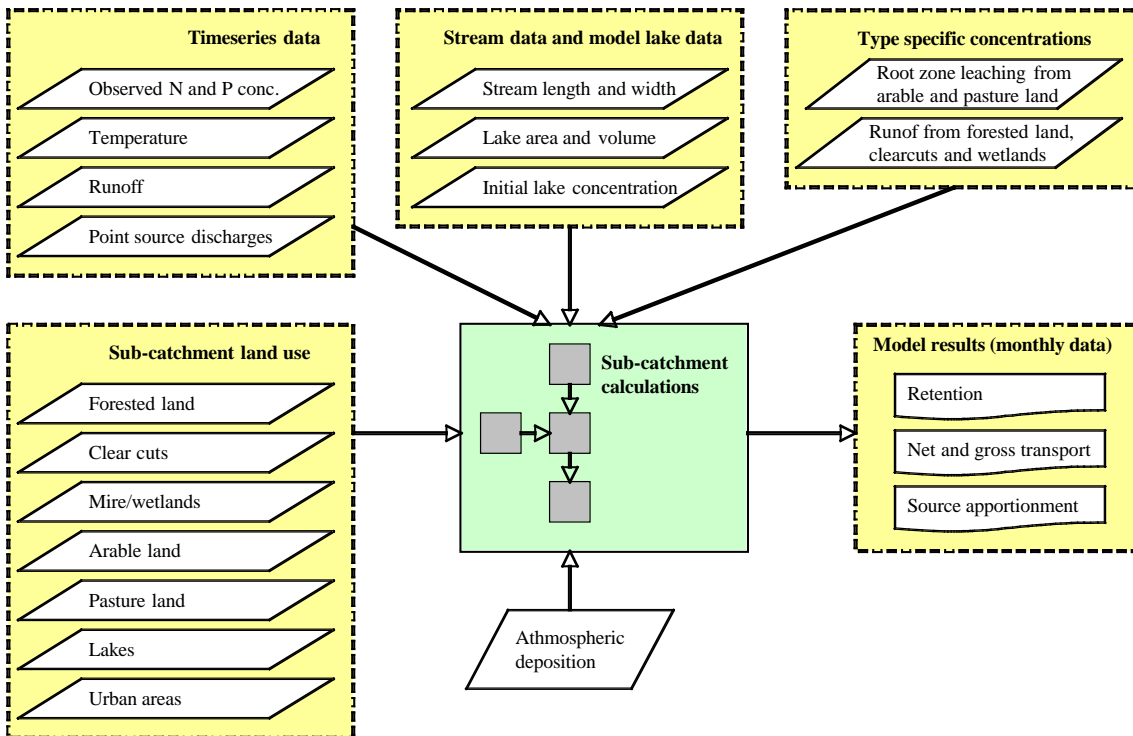 Timeseries data
Observed N and P conc.
Temperature
Runoff
Point source discharges
Stream data and model lake data
Stream length and width
Lake area and volume
Initial lake concentration
Type specific concentrations
Root zone leaching from
arable and pasture land
Runof from forested land,
clearcuts and wetlands
Sub-catchment land use
Forested land
Clear cuts
Mire/wetlands
Arable land
Pasture land
Lakes
Urban areas
Sub-catchment
calculations
Athmospheric
deposition
Model results (monthly data)
Retention
Net and gross transport
Source apportionment